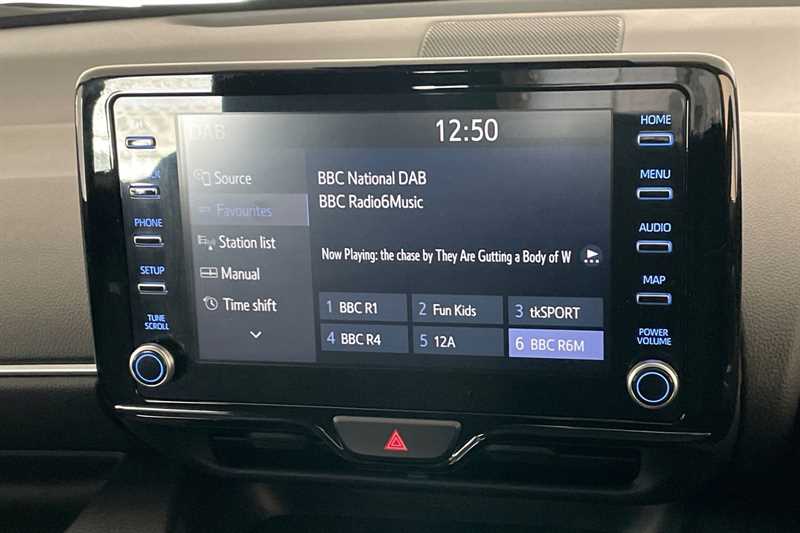 DAB
12:50
Source
Favourites
Station list
Manual
Time shift
BBC National DAB
BBC Radio6Music
Now Playing: the chase by They Are Gutting a Body of W
1 BBC R1
2 Fun Kids
3 tkSPORT
4 BBC R4
5 12A
6 BBC R6M
PHONE
SETUP
TUNE
SCROLL
HOME
MENU
AUDIO
MAP
POWER
VOLUME